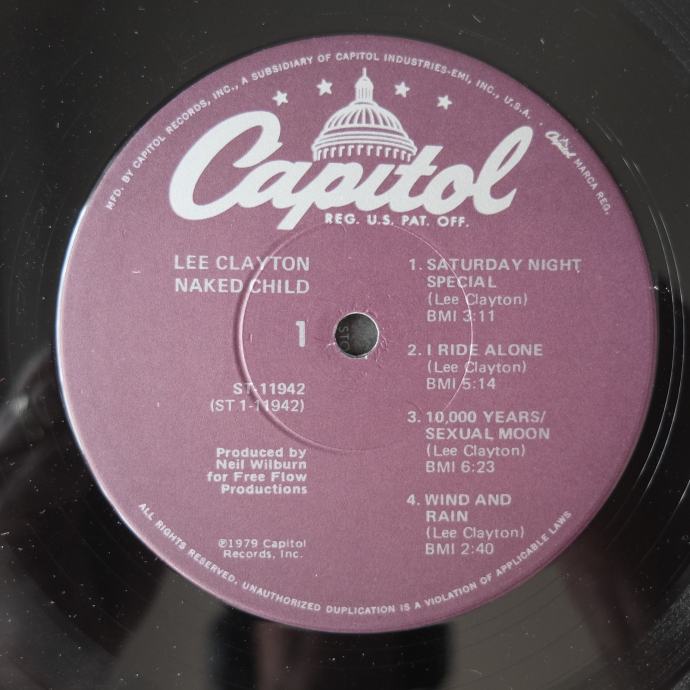 MFD. BY CAPITOL RECORDS, INC., A SUBSIDIARY OF CAPITOL INDUSTRIES-EMI, INC., U.S.A. · Capitol MARCA REG.
Capitol
REG. U.S. PAT. OFF.
LEE CLAYTON
NAKED CHILD
1
ST-11942
(ST 1-11942)
Produced by
Neil Wilburn
for Free Flow
Productions
℗1979 Capitol
Records, Inc.
1. SATURDAY NIGHT
SPECIAL
(Lee Clayton)
BMI 3:11
2. I RIDE ALONE
(Lee Clayton)
BMI 5:14
3. 10,000 YEARS/
SEXUAL MOON
(Lee Clayton)
BMI 6:23
4. WIND AND
RAIN
(Lee Clayton)
BMI 2:40
ALL RIGHTS RESERVED. UNAUTHORIZED DUPLICATION IS A VIOLATION OF APPLICABLE LAWS